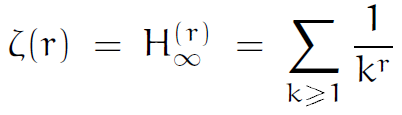 ζ(r) = H_∞^{(r)} = ∑_{k⩾1} 1/k^r